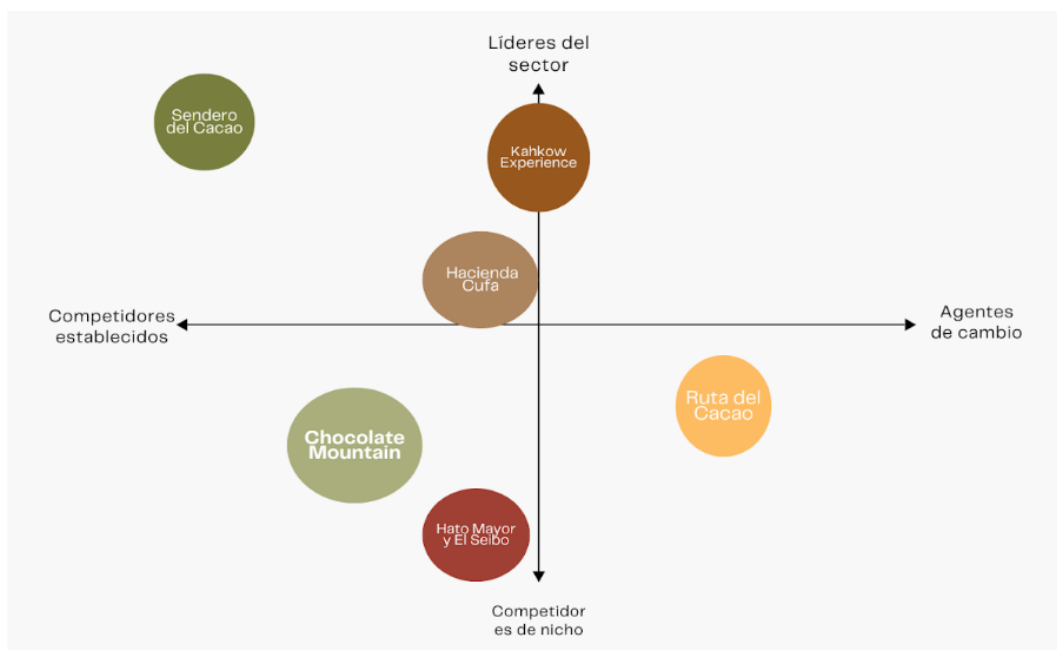 Líderes del
sector
Sendero
del Cacao
Kahkow
Experience
Hacienda
Cufa
Competidores
establecidos
Agentes
de cambio
Ruta del
Cacao
Chocolate
Mountain
Hato Mayor
y El Seibo
Competidor
es de nicho